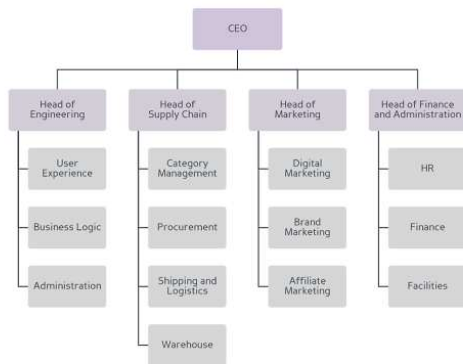 CEO
Head of
Engineering
Head of
Supply Chain
Head of
Marketing
Head of Finance
and Administration
User
Experience
Category
Management
Digital
Marketing
HR
Business Logic
Procurement
Brand
Marketing
Finance
Administration
Shipping and
Logistics
Affiliate
Marketing
Facilities
Warehouse